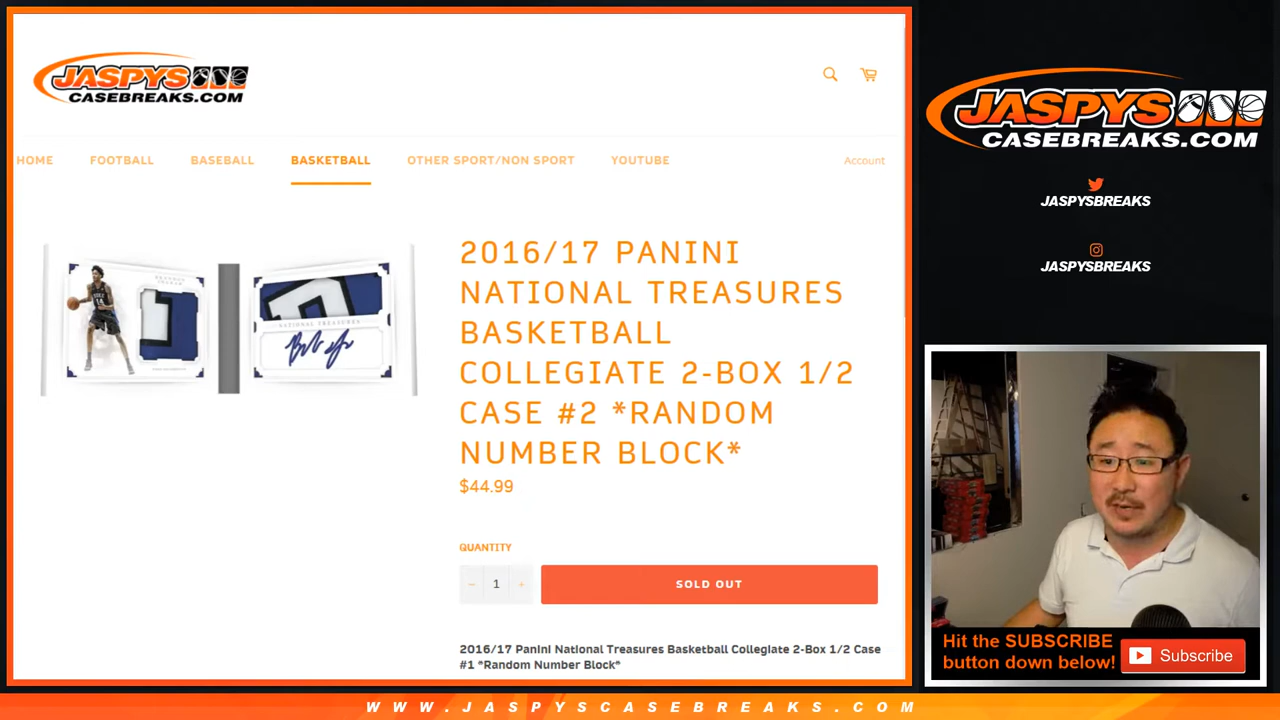 JASPYS
CASEBREAKS.COM
HOME
FOOTBALL
BASEBALL
BASKETBALL
OTHER SPORT/NON SPORT
YOUTUBE
Account
NATIONAL TREASURES
2016/17 PANINI
NATIONAL TREASURES
BASKETBALL
COLLEGIATE 2-BOX 1/2
CASE #2 *RANDOM
NUMBER BLOCK*
$44.99
QUANTITY
− 1 +
SOLD OUT
2016/17 Panini National Treasures Basketball Collegiate 2-Box 1/2 Case
#1 *Random Number Block*
JASPYS
CASEBREAKS.COM
JASPYSBREAKS
JASPYSBREAKS
Hit the SUBSCRIBE
button down below!
Subscribe
WWW.JASPYSCASEBREAKS.COM